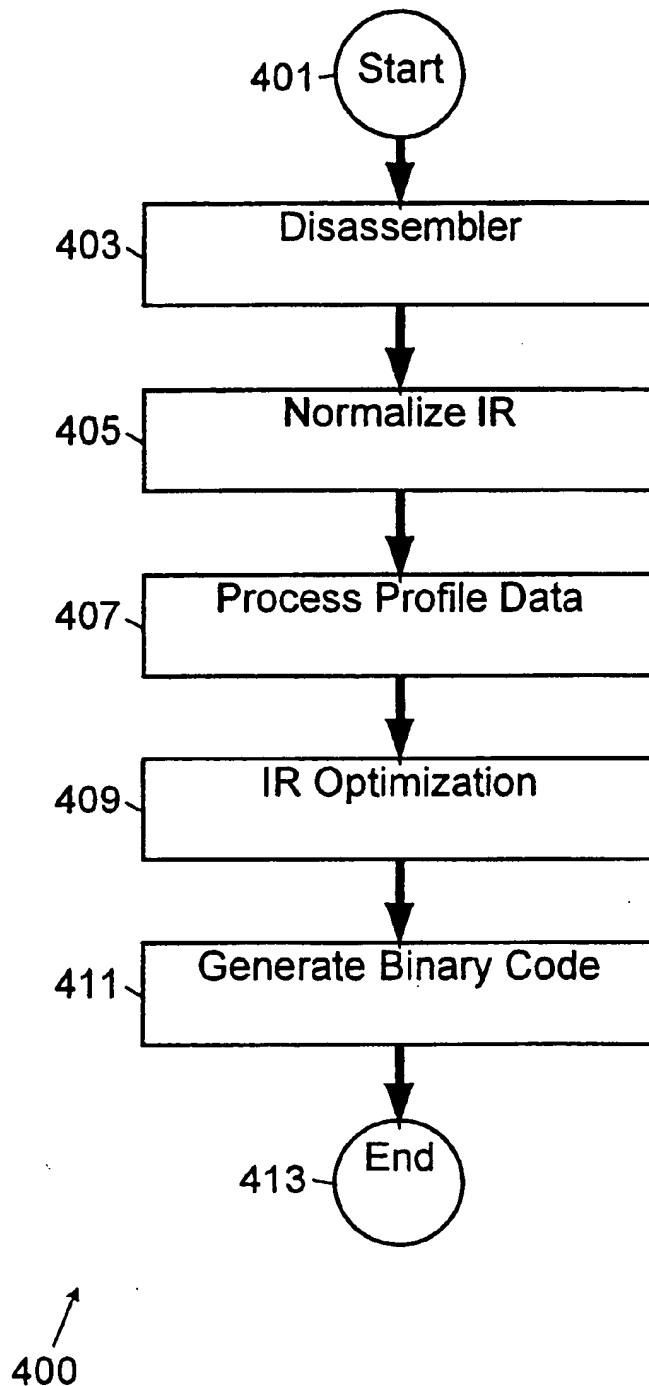 401
Start
403
Disassembler
405
Normalize IR
407
Process Profile Data
409
IR Optimization
411
Generate Binary Code
413
End
400